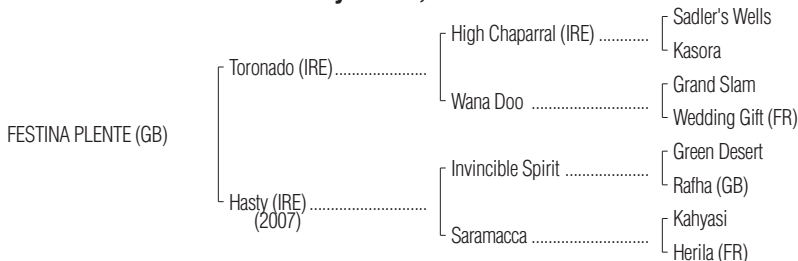 Sadler's Wells
High Chaparral (IRE) ............
Kasora
Toronado (IRE)......................
Grand Slam
Wana Doo ............................
Wedding Gift (FR)
FESTINA PLENTE (GB)
Green Desert
Invincible Spirit ....................
Rafha (GB)
Hasty (IRE) ............................
(2007)
Kahyasi
Saramacca ............................
Herila (FR)